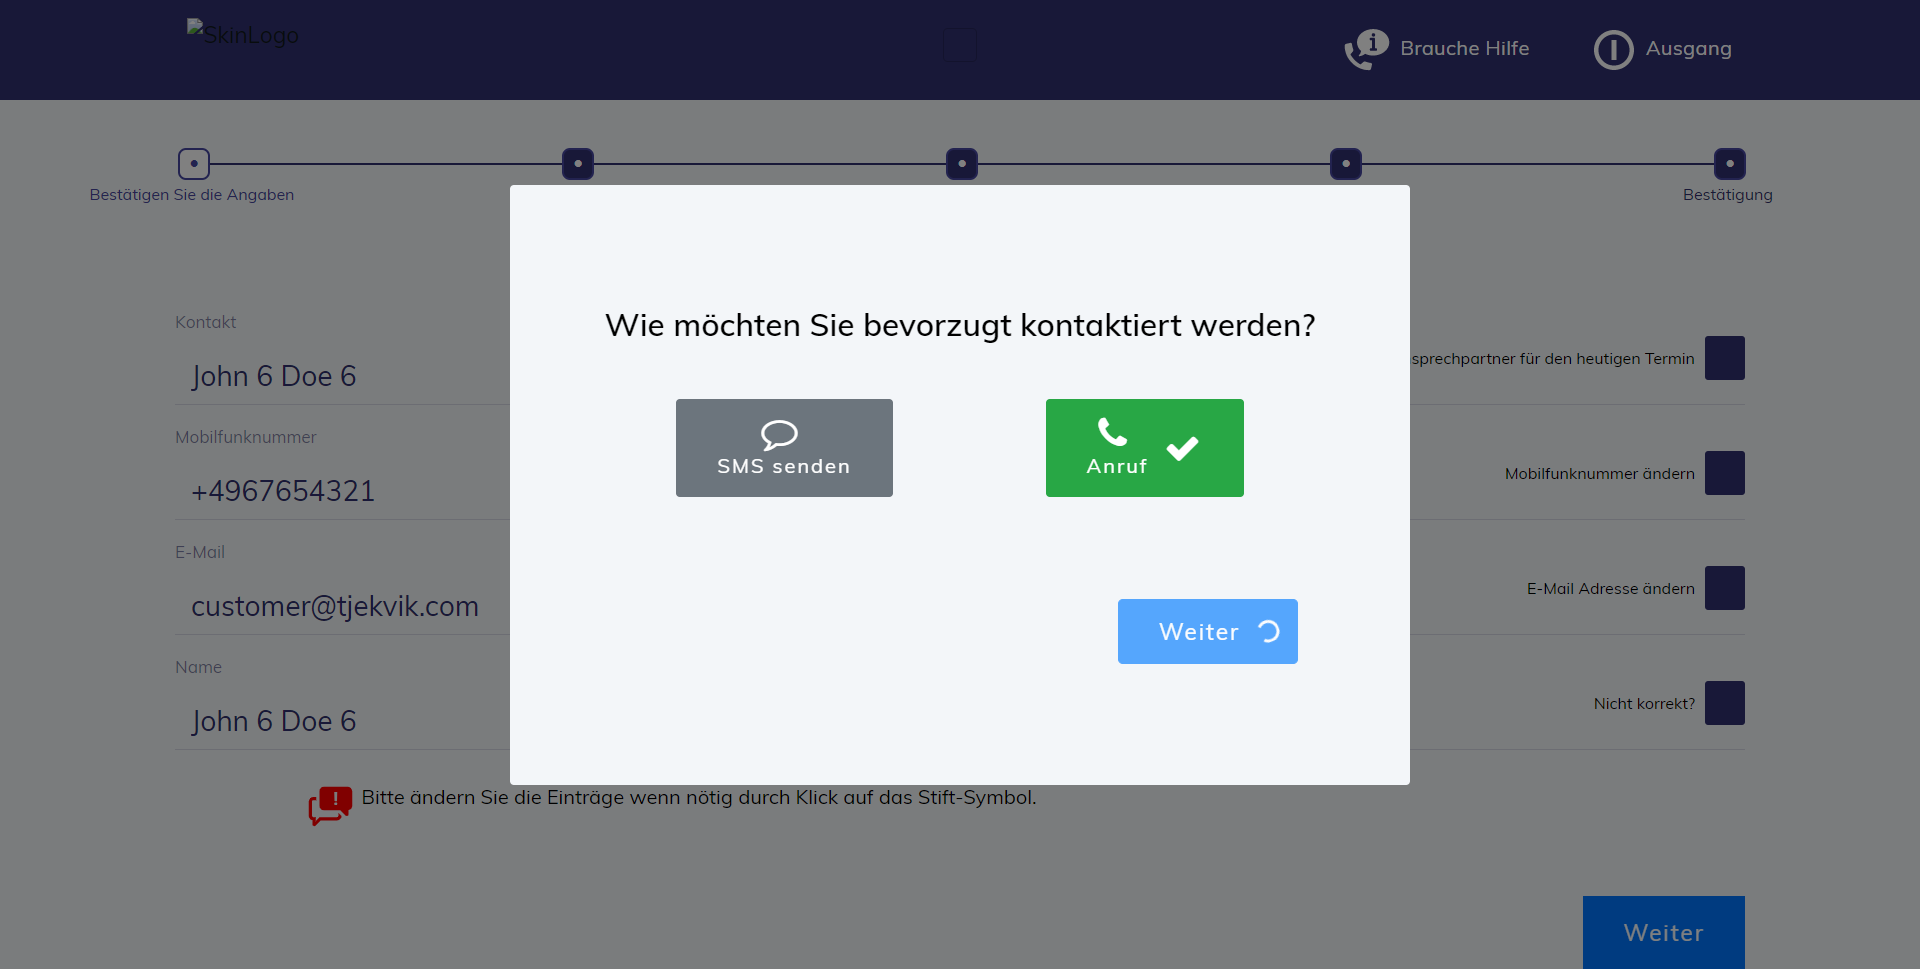 SkinLogo
Brauche Hilfe
Ausgang
Bestätigen Sie die Angaben
Bestätigung
Wie möchten Sie bevorzugt kontaktiert werden?
SMS senden
Anruf
Weiter
Kontakt
John 6 Doe 6
sprechpartner für den heutigen Termin
Mobilfunknummer
+4967654321
Mobilfunknummer ändern
E-Mail
customer@tjekvik.com
E-Mail Adresse ändern
Name
John 6 Doe 6
Nicht korrekt?
Bitte ändern Sie die Einträge wenn nötig durch Klick auf das Stift-Symbol.
Weiter